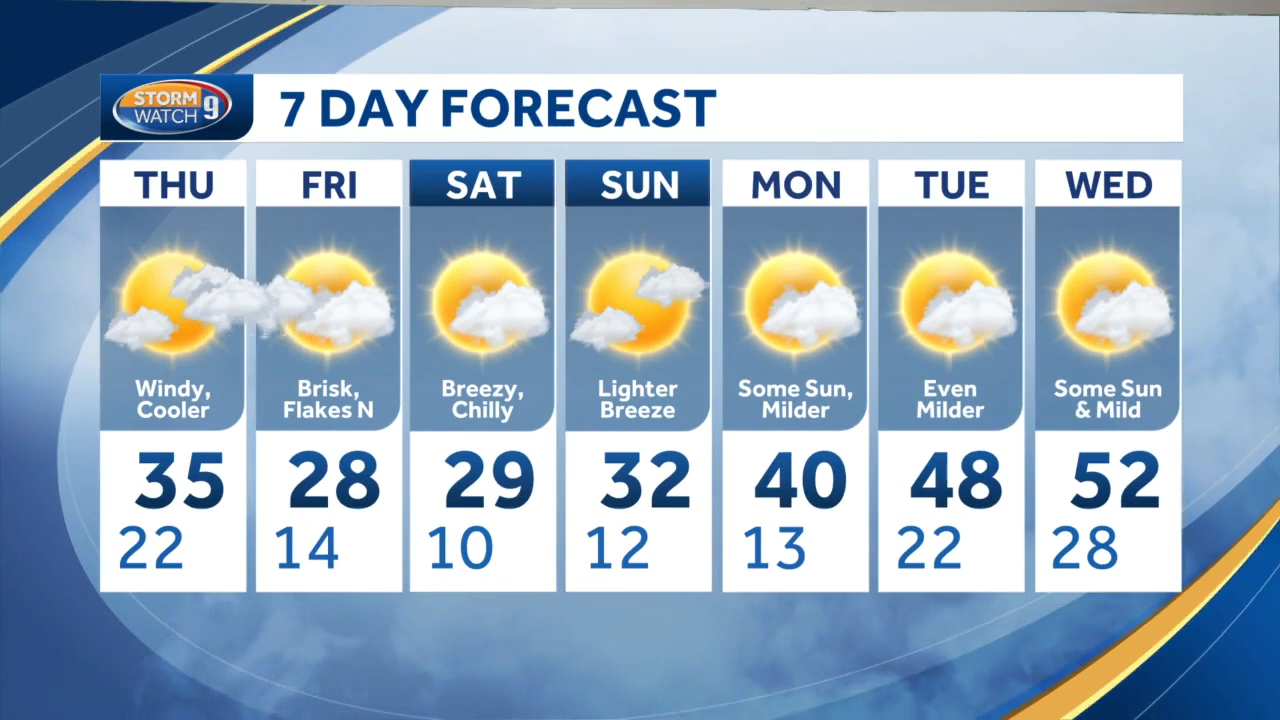 STORM
WATCH 9
7 DAY FORECAST
THU
FRI
SAT
SUN
MON
TUE
WED
Windy,
Cooler
Brisk,
Flakes N
Breezy,
Chilly
Lighter
Breeze
Some Sun,
Milder
Even
Milder
Some Sun
& Mild
35
28
29
32
40
48
52
22
14
10
12
13
22
28